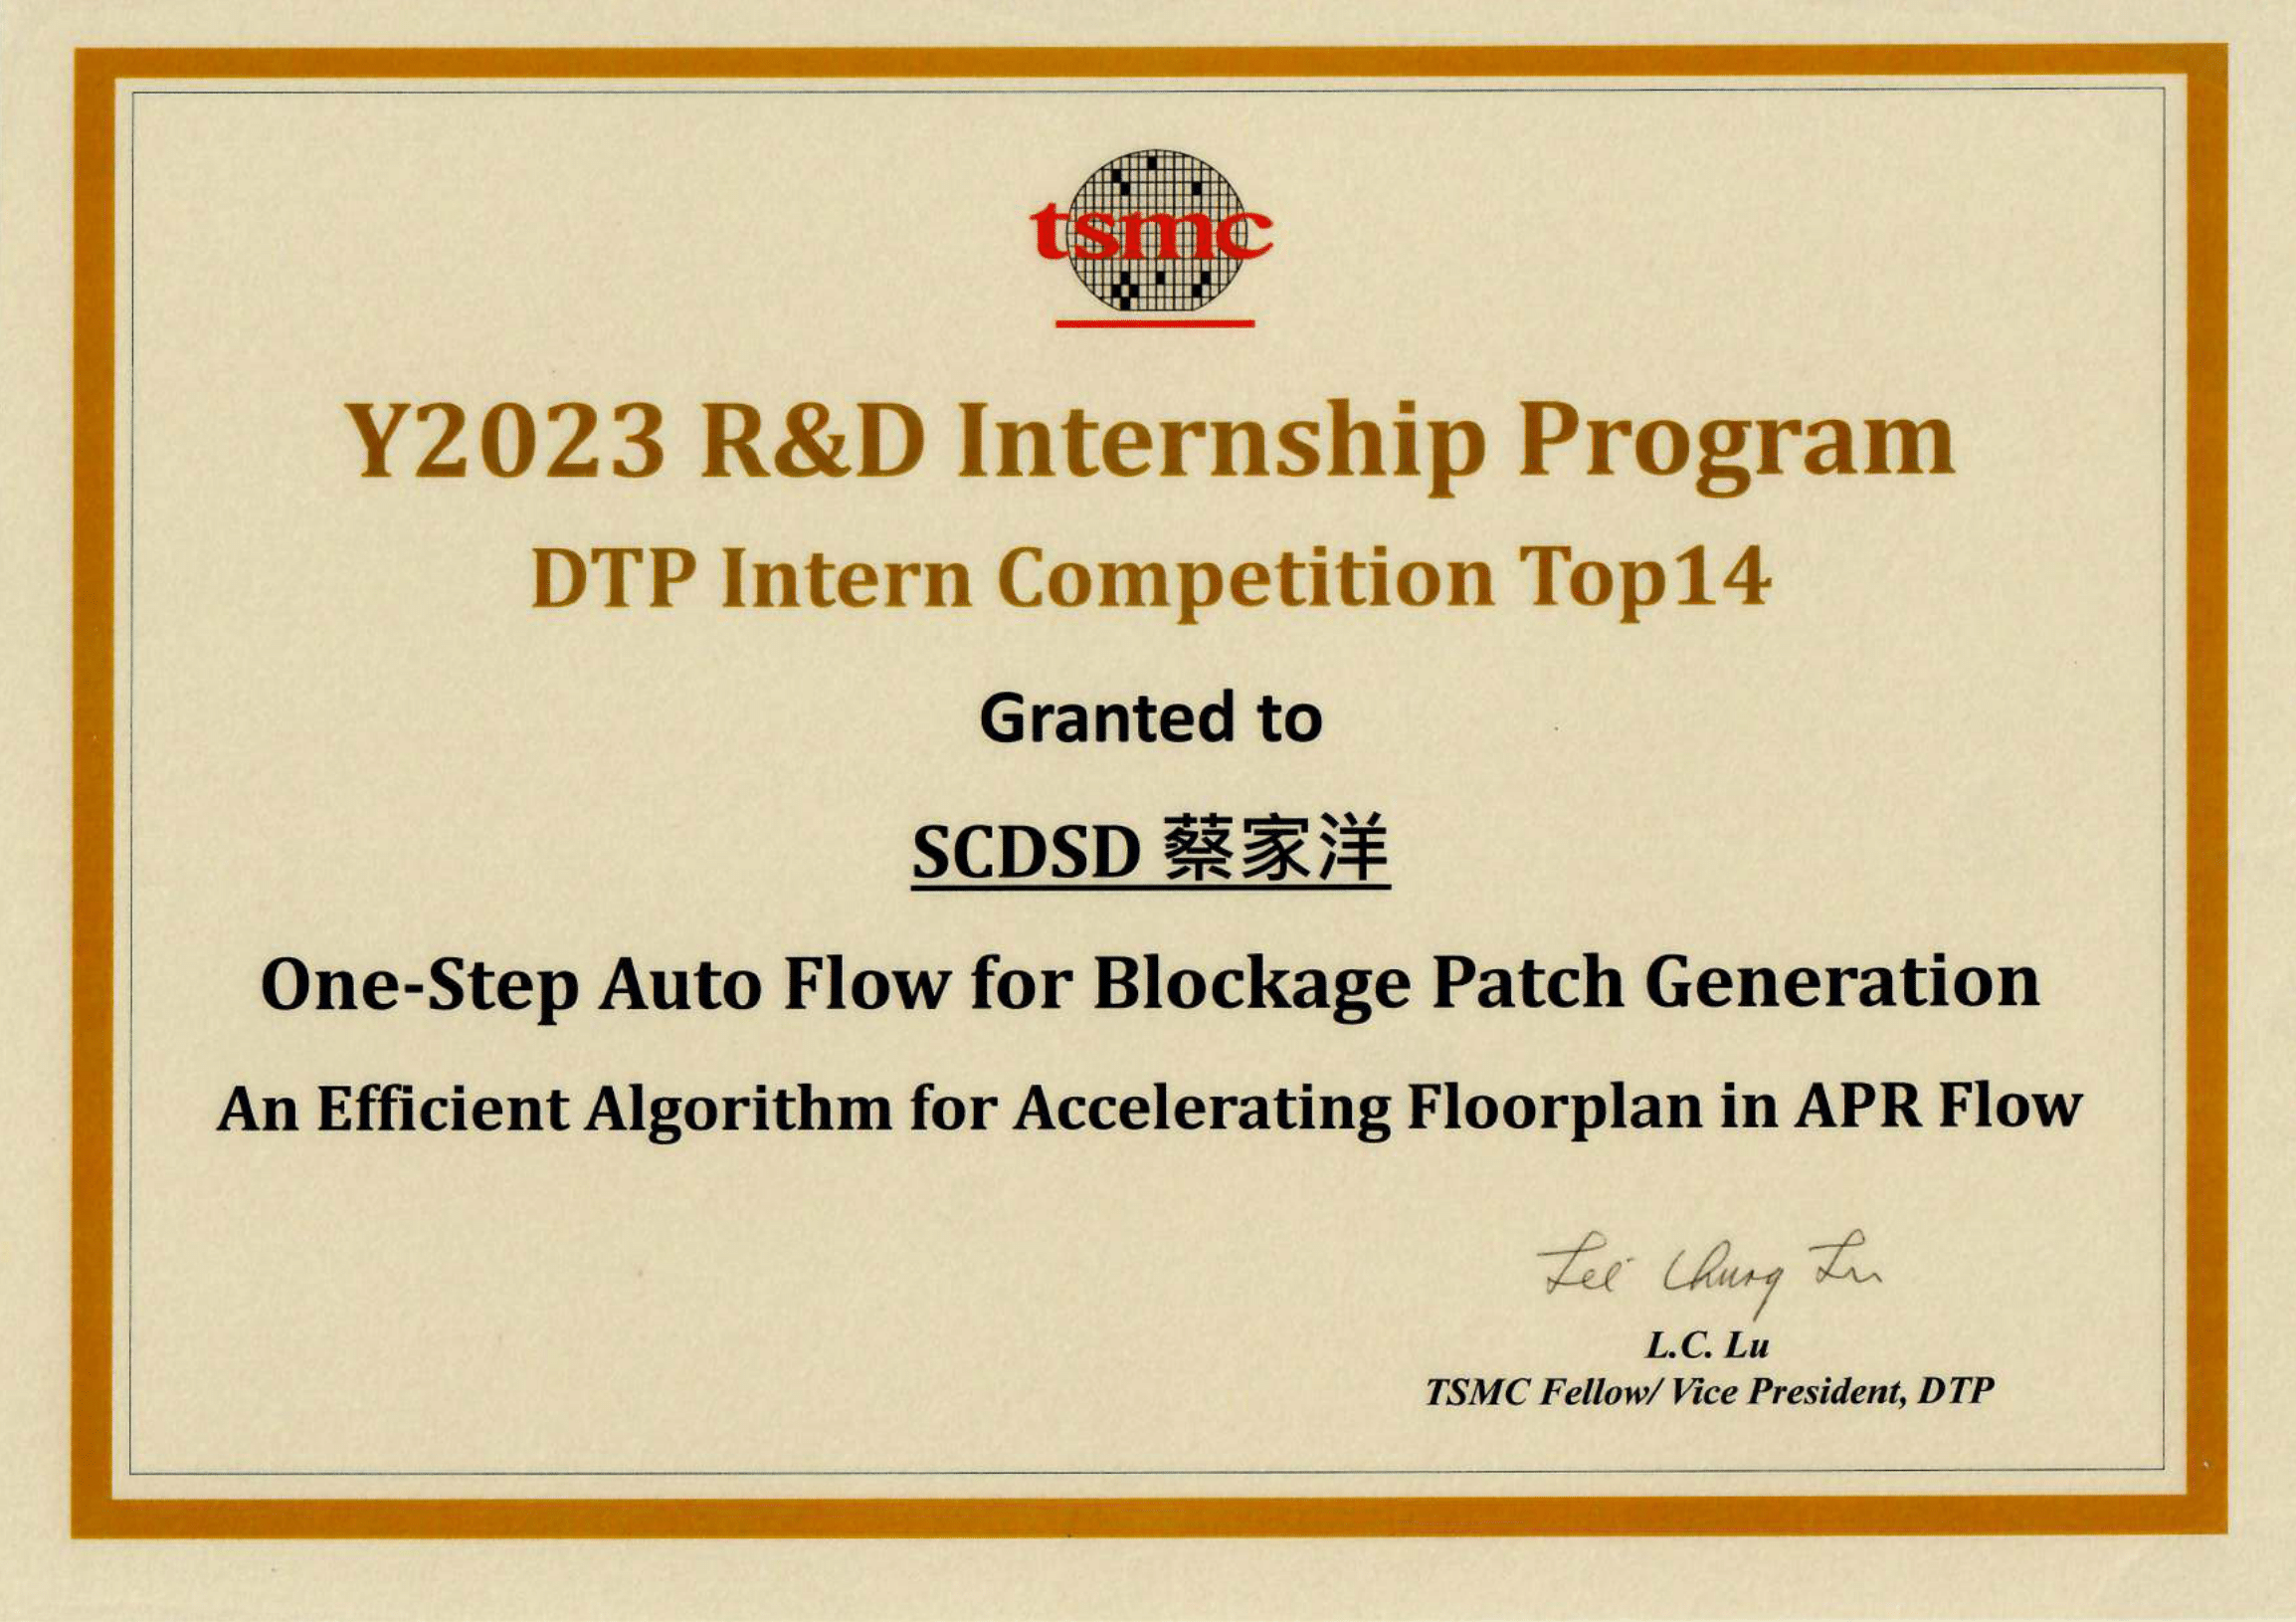 tsmc
Y2023 R&D Internship Program
DTP Intern Competition Top14
Granted to
SCDSD 蔡家洋
One-Step Auto Flow for Blockage Patch Generation
An Efficient Algorithm for Accelerating Floorplan in APR Flow
Lee Chung Lu
L.C. Lu
TSMC Fellow/ Vice President, DTP